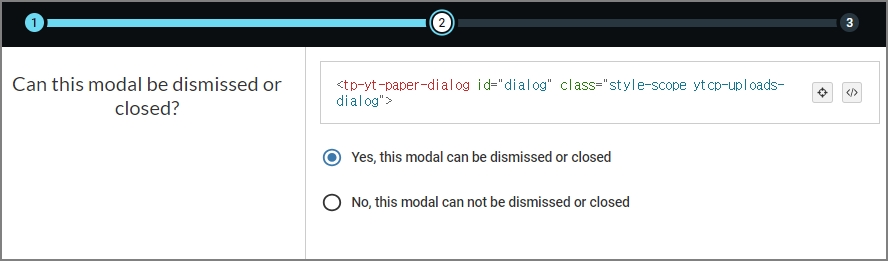 1
2
3
Can this modal be dismissed or
closed?
<tp-yt-paper-dialog id="dialog" class="style-scope ytcp-uploads-
dialog">
</>
Yes, this modal can be dismissed or closed
No, this modal can not be dismissed or closed